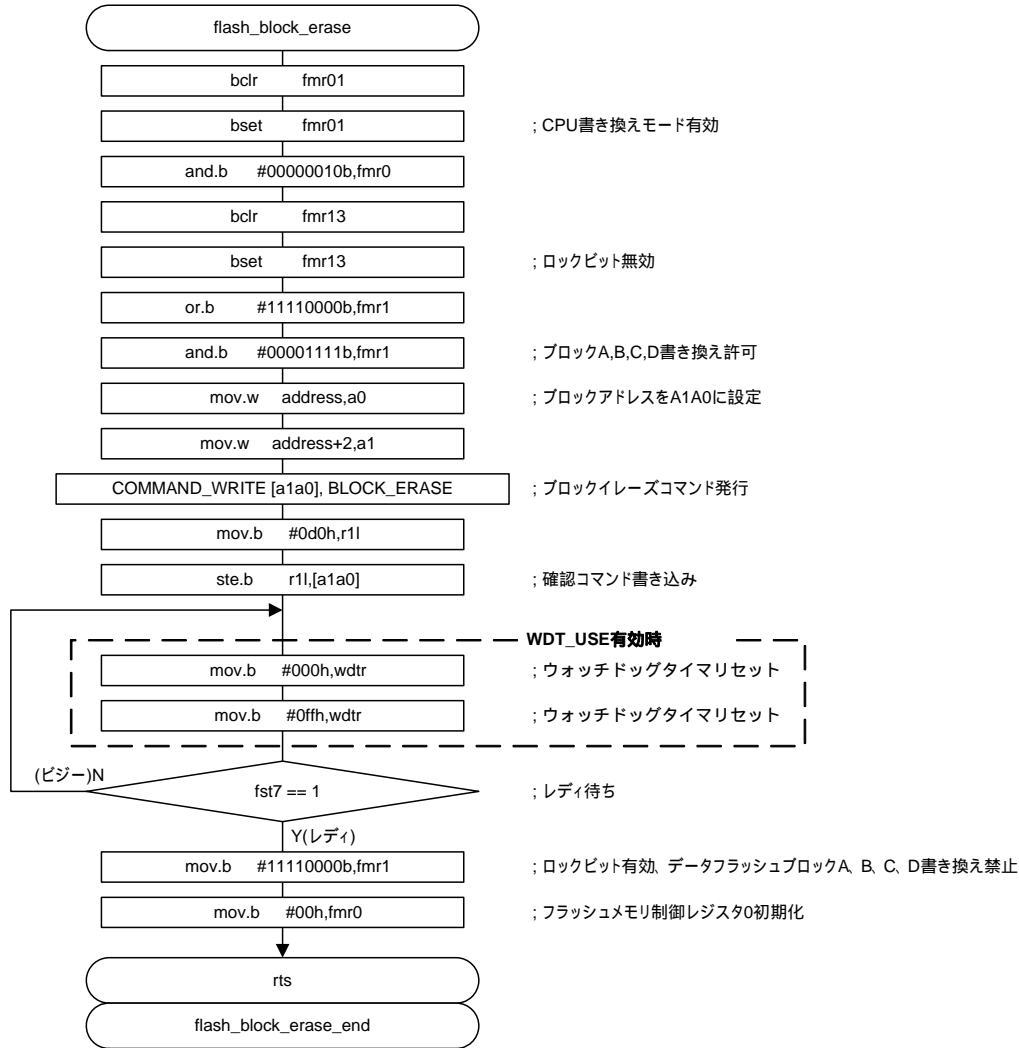 flash_block_erase
bclr fmr01
bset fmr01 ; CPU書き換えモード有効
and.b #00000010b,fmr0
bclr fmr13
bset fmr13 ; ロックビット無効
or.b #11110000b,fmr1
and.b #00001111b,fmr1 ; ブロックA,B,C,D書き換え許可
mov.w address,a0 ; ブロックアドレスをA1A0に設定
mov.w address+2,a1
COMMAND_WRITE [a1a0], BLOCK_ERASE ; ブロックイレーズコマンド発行
mov.b #0d0h,r1l
ste.b r1l,[a1a0] ; 確認コマンド書き込み
WDT_USE有効時
mov.b #000h,wdtr ; ウォッチドッグタイマリセット
mov.b #0ffh,wdtr ; ウォッチドッグタイマリセット
(ビジー)N
fst7 == 1 ; レディ待ち
Y(レディ)
mov.b #11110000b,fmr1 ; ロックビット有効、データフラッシュブロックA、B、C、D書き換え禁止
mov.b #00h,fmr0 ; フラッシュメモリ制御レジスタ0初期化
rts
flash_block_erase_end